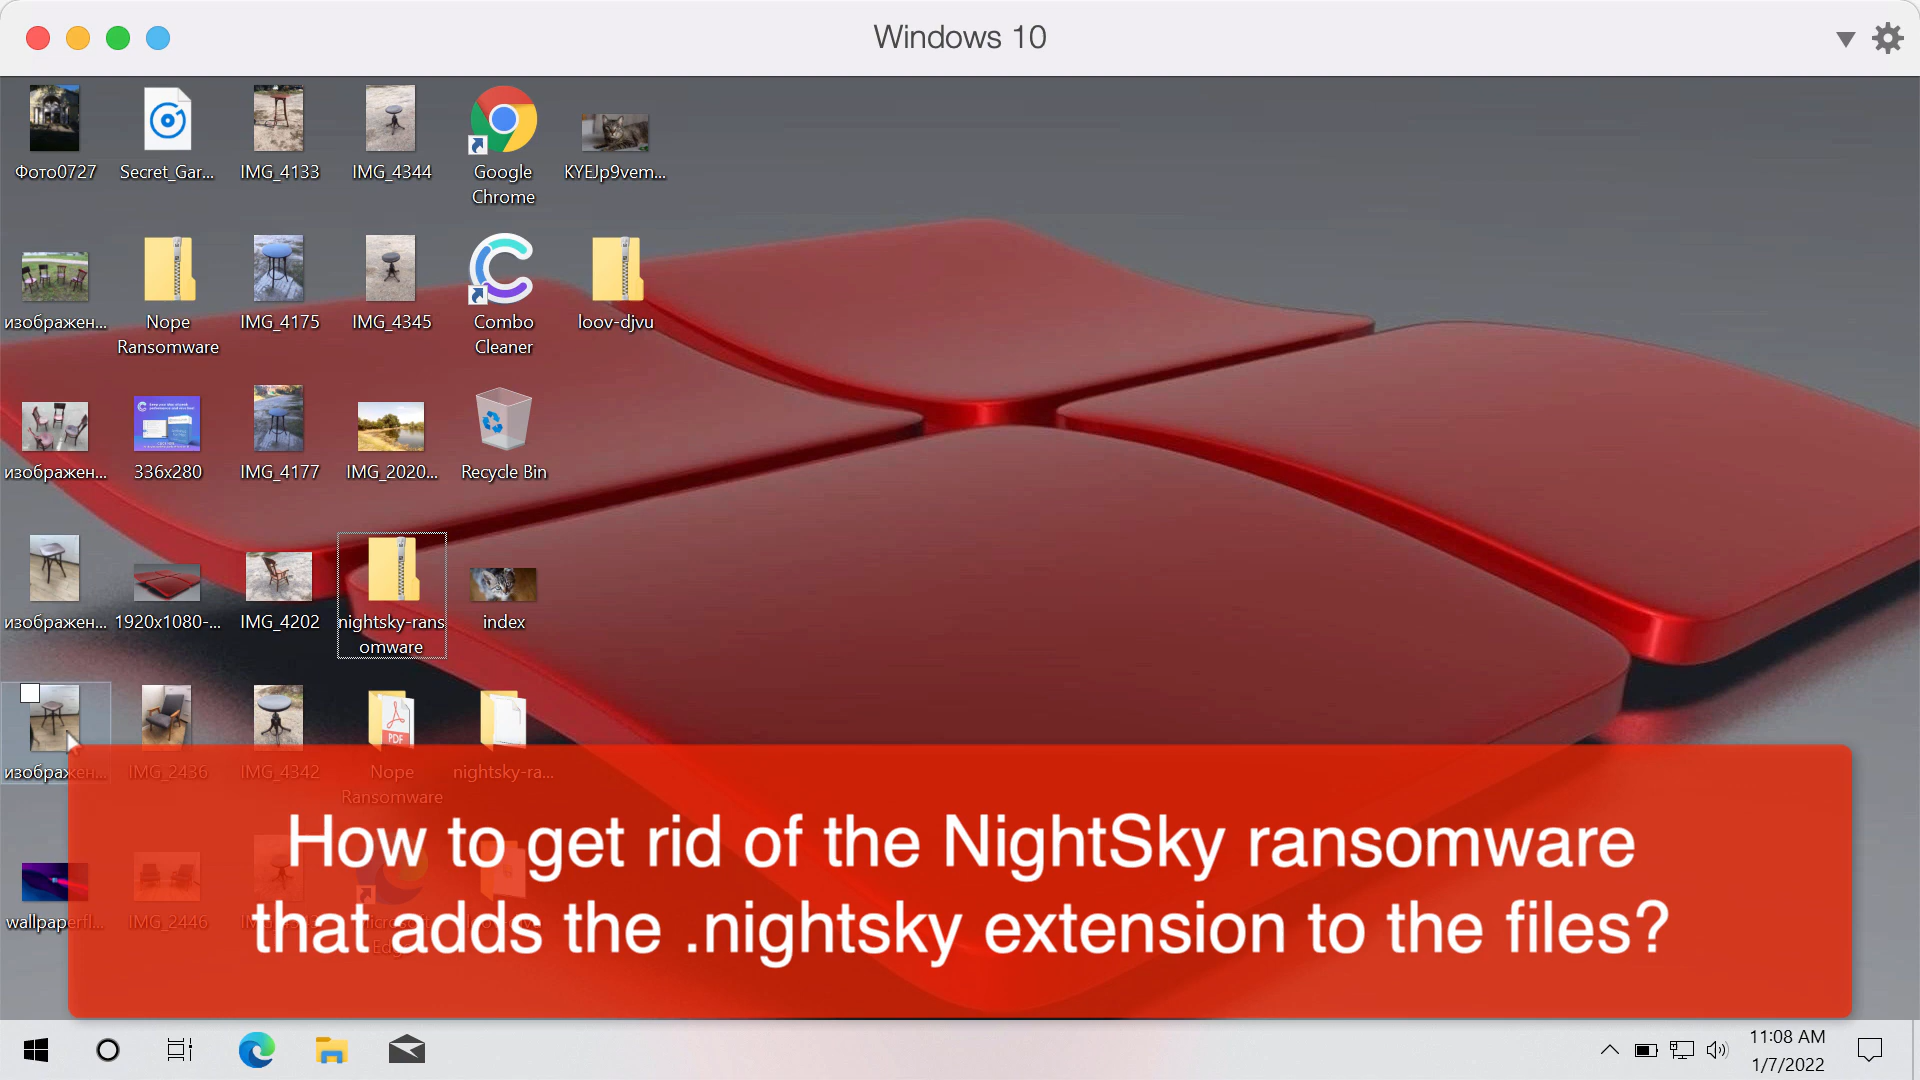 Windows 10
Фото0727
Secret_Gar...
IMG_4133
IMG_4344
Google
Chrome
KYEJp9vem...
изображен...
Nope
Ransomware
IMG_4175
IMG_4345
Combo
Cleaner
loov-djvu
изображен...
336x280
IMG_4177
IMG_2020...
Recycle Bin
изображен...
1920x1080-...
IMG_4202
nightsky-rans
omware
index
PDF
изображен...
IMG_2436
IMG_4342
Nope
Ransomware
nightsky-ra...
How to get rid of the NightSky ransomware
that adds the .nightsky extension to the files?
wallpaperfl...
IMG_2446
11:08 AM
1/7/2022